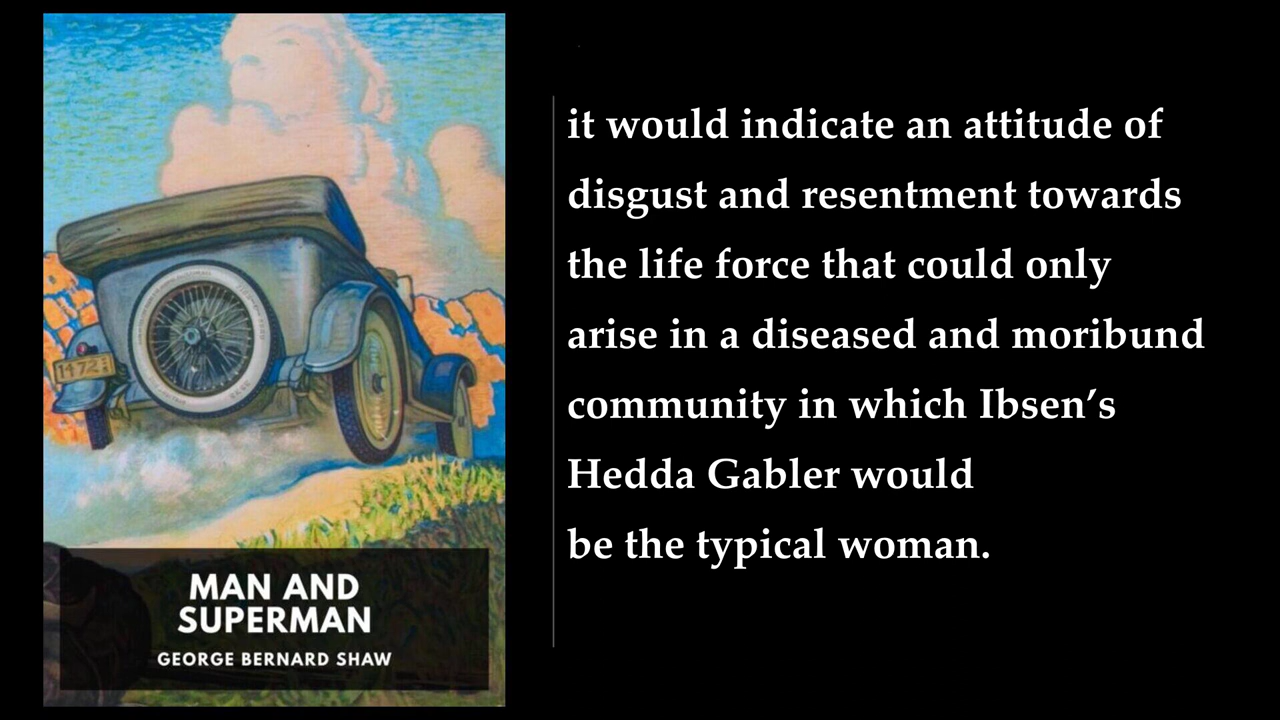 it would indicate an attitude of
disgust and resentment towards
the life force that could only
arise in a diseased and moribund
community in which Ibsen’s
Hedda Gabler would
be the typical woman.
1472
MAN AND
SUPERMAN
GEORGE BERNARD SHAW